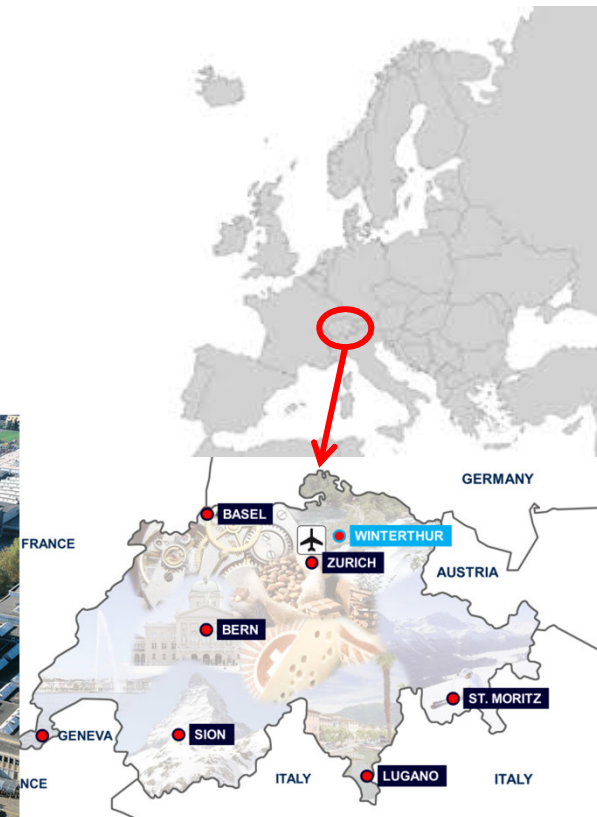 GERMANY
BASEL
WINTERTHUR
FRANCE
ZURICH
AUSTRIA
BERN
ST. MORITZ
GENEVA
SION
ITALY
LUGANO
ITALY
NCE